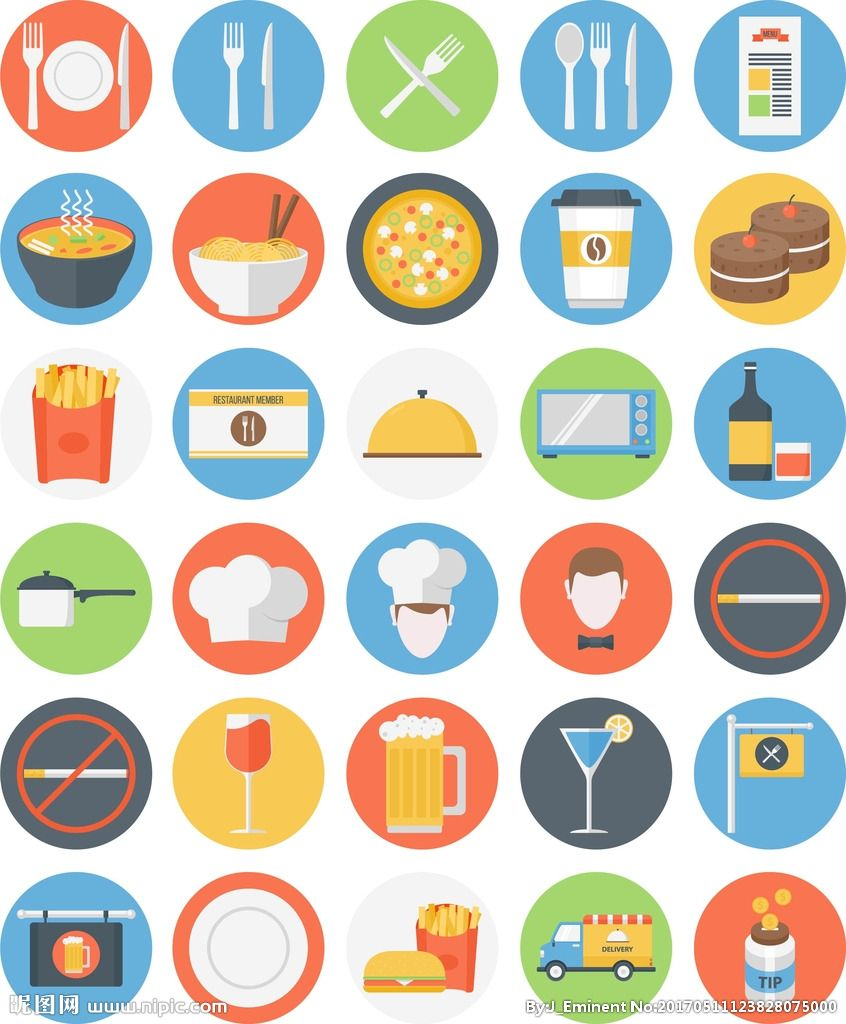 MENU
RESTAURANT MEMBER
DELIVERY
TIP
昵图网 www.nipic.com
By:J_Eminent No:20170511123828075000